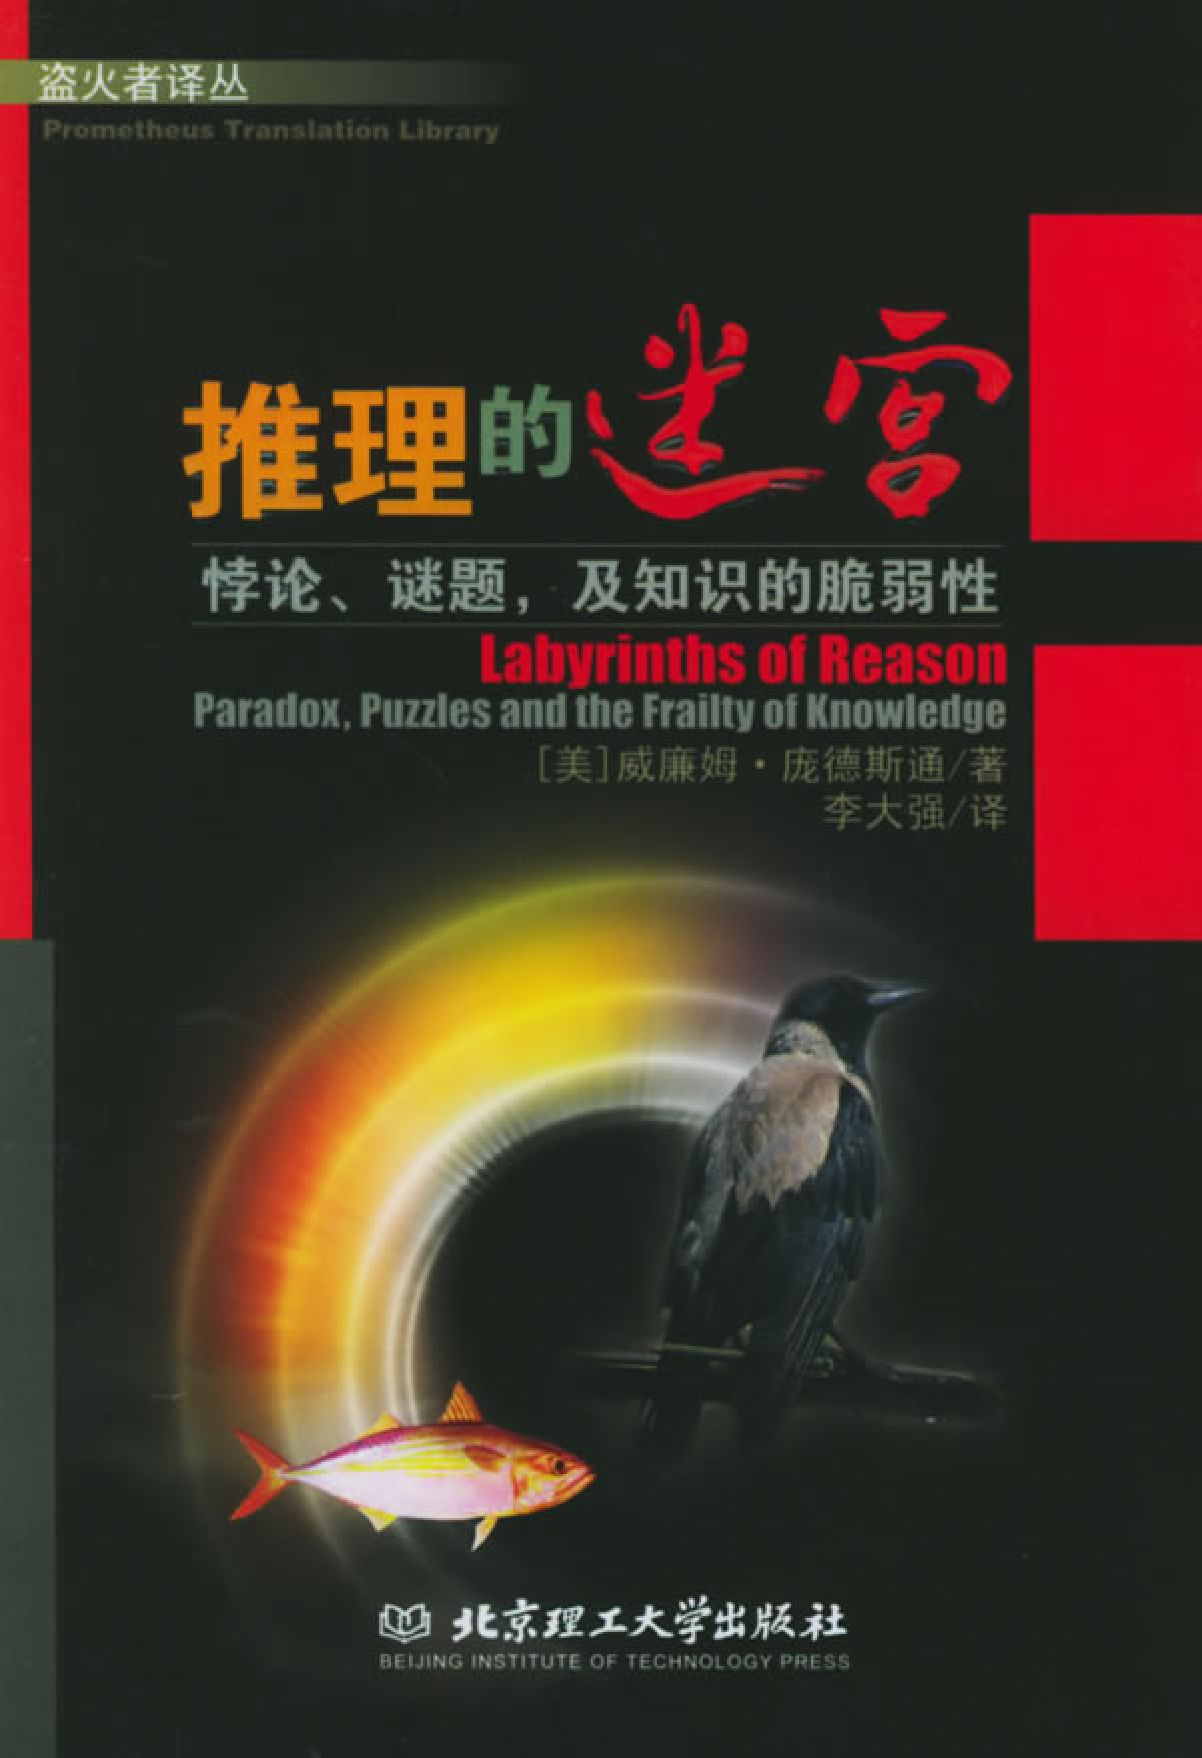 盗火者译丛
Prometheus Translation Library
推理的迷宫
悖论、谜题，及知识的脆弱性
Labyrinths of Reason
Paradox, Puzzles and the Frailty of Knowledge
[美]威廉姆·庞德斯通/著
李大强/译
北京理工大学出版社
BEIJING INSTITUTE OF TECHNOLOGY PRESS